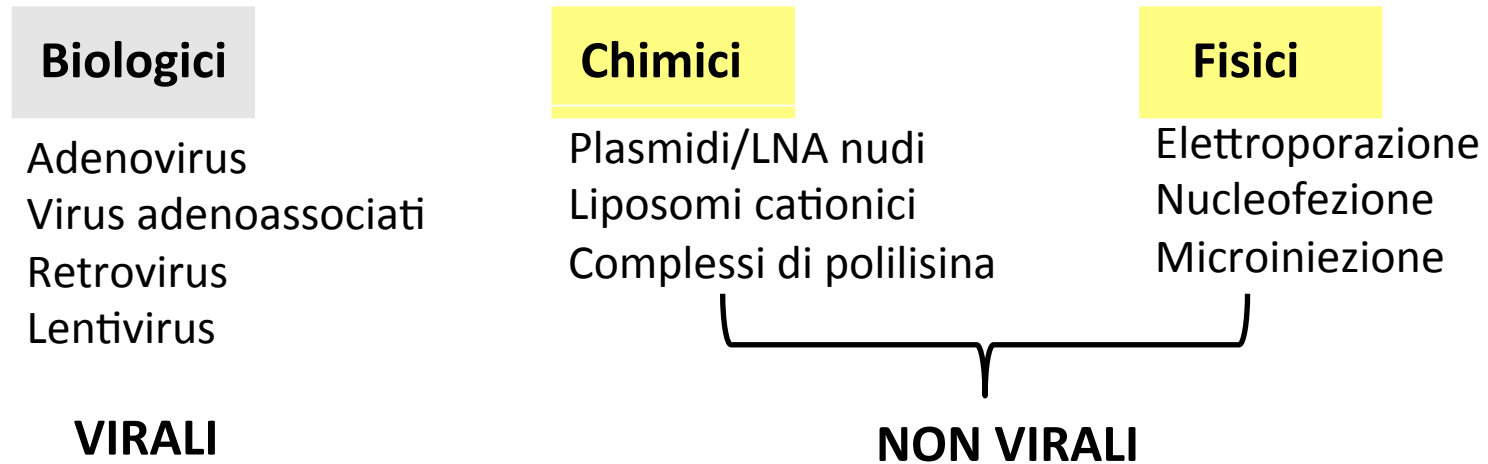 Biologici
Adenovirus
Virus adenoassociati
Retrovirus
Lentivirus
VIRALI
Chimici
Plasmidi/LNA nudi
Liposomi cationici
Complessi di polilisina
Fisici
Elettroporazione
Nucleofezione
Microiniezione
NON VIRALI